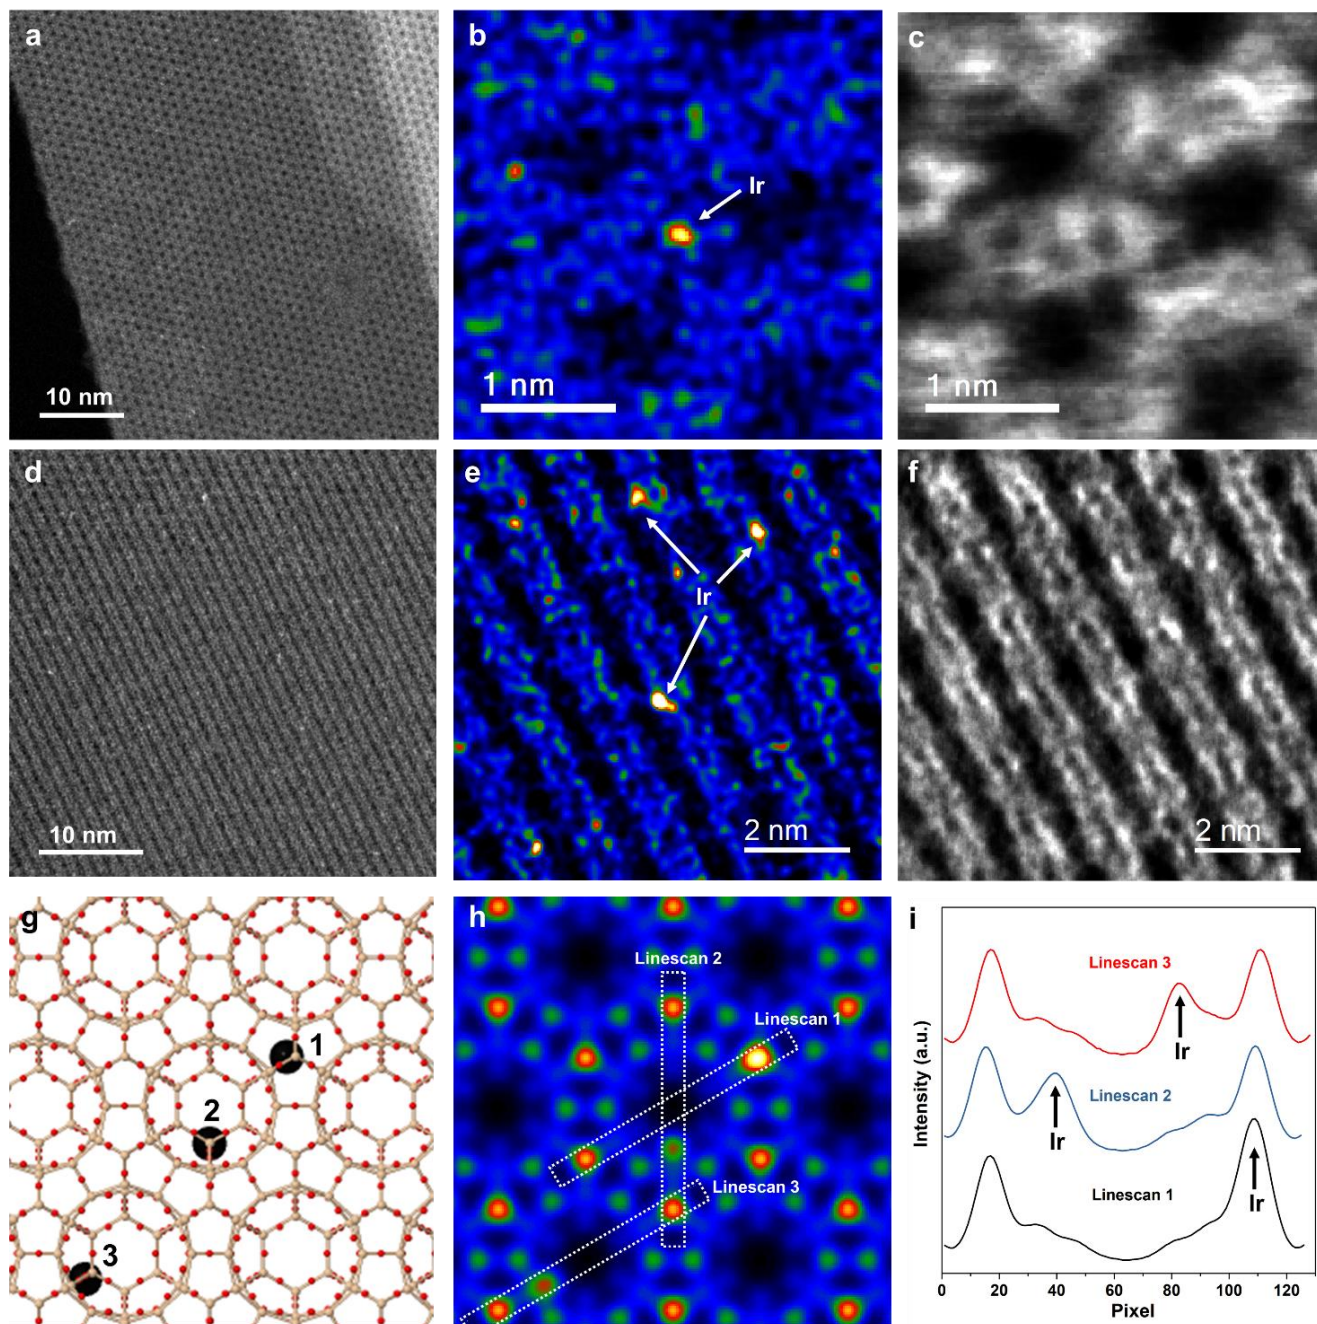 a
10 nm
b
Ir
1 nm
c
1 nm
d
10 nm
e
Ir
2 nm
f
2 nm
g
1
2
3
h
Linescan 2
Linescan 1
Linescan 3
i
Intensity (a.u.)
Linescan 3
Ir
Linescan 2
Ir
Linescan 1
Ir
0 20 40 60 80 100 120
Pixel